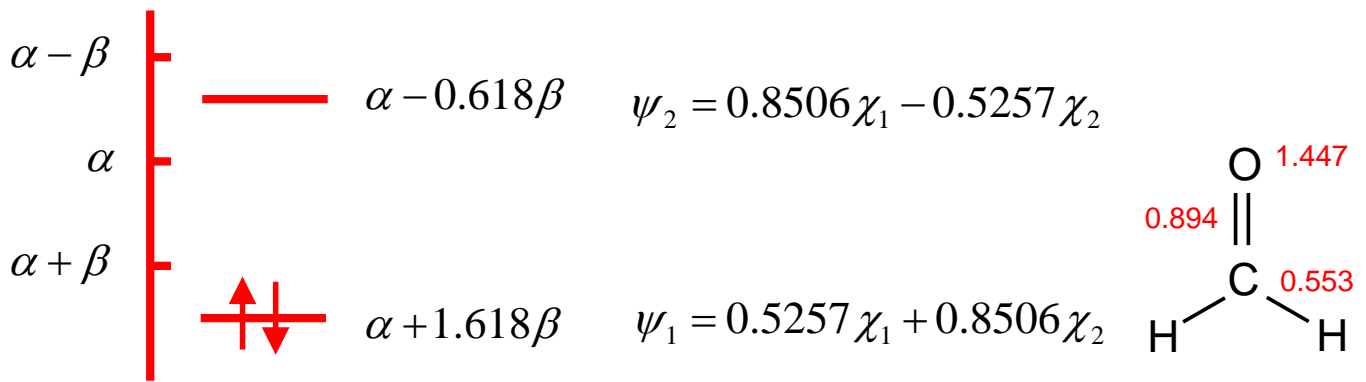 α − β
α − 0.618β
ψ₂ = 0.8506χ₁ − 0.5257χ₂
α
O 1.447
0.894
α + β
C 0.553
H H
α + 1.618β
ψ₁ = 0.5257χ₁ + 0.8506χ₂